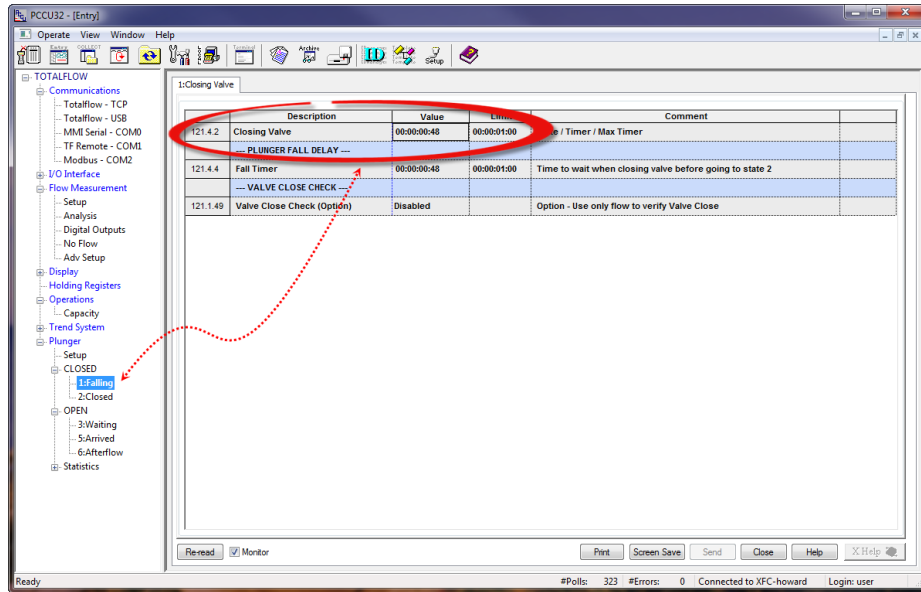 PCCU32 - [Entry]
Operate View Window Help
Entry COLLECT Terminal Archive Setup
TOTALFLOW
Communications
Totalflow - TCP
Totalflow - USB
MMI Serial - COM0
TF Remote - COM1
Modbus - COM2
I/O Interface
Flow Measurement
Setup
Analysis
Digital Outputs
No Flow
Adv Setup
Display
Holding Registers
Operations
Capacity
Trend System
Plunger
Setup
CLOSED
1:Falling
2:Closed
OPEN
3:Waiting
5:Arrived
6:Afterflow
Statistics
1:Closing Valve
Description Value Comment
121.4.2 Closing Valve 00:00:00:48 00:00:01:00 / Timer / Max Timer
--- PLUNGER FALL DELAY ---
121.4.4 Fall Timer 00:00:00:48 00:00:01:00 Time to wait when closing valve before going to state 2
--- VALVE CLOSE CHECK ---
121.1.49 Valve Close Check (Option) Disabled Option - Use only flow to verify Valve Close
Re-read Monitor Print Screen Save Send Close Help X Help
Ready #Polls: 323 #Errors: 0 Connected to XFC-howard Login: user